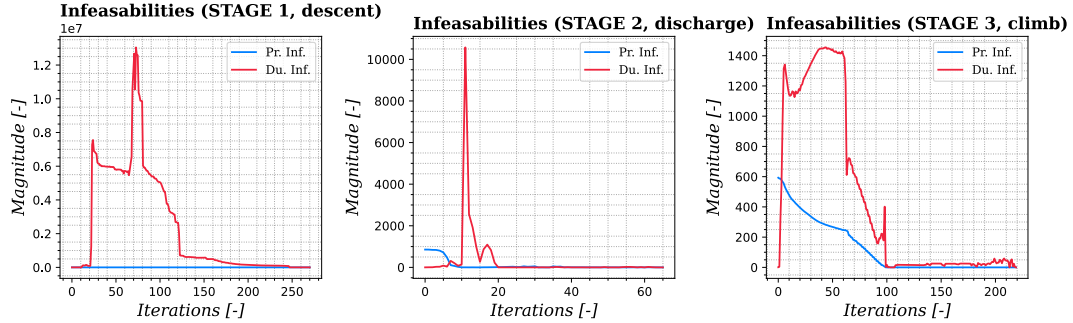 Infeasabilities (STAGE 1, descent)
1e7
Magnitude [-]
1.2
1.0
0.8
0.6
0.4
0.2
0.0
0 50 100 150 200 250
Iterations [-]
Pr. Inf.
Du. Inf.
Infeasabilities (STAGE 2, discharge)
Magnitude [-]
10000
8000
6000
4000
2000
0
0 20 40 60
Iterations [-]
Pr. Inf.
Du. Inf.
Infeasabilities (STAGE 3, climb)
Magnitude [-]
1400
1200
1000
800
600
400
200
0
0 50 100 150 200
Iterations [-]
Pr. Inf.
Du. Inf.